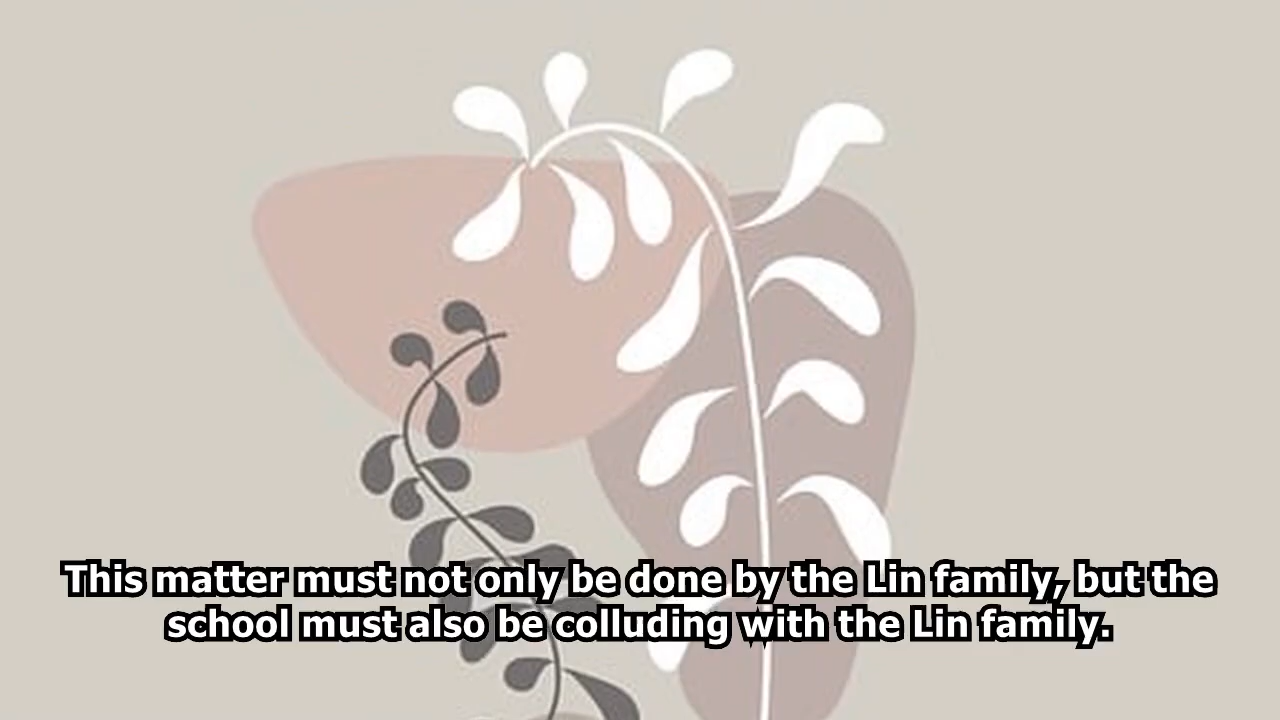 This matter must not only be done by the Lin family, but the
school must also be colluding with the Lin family.